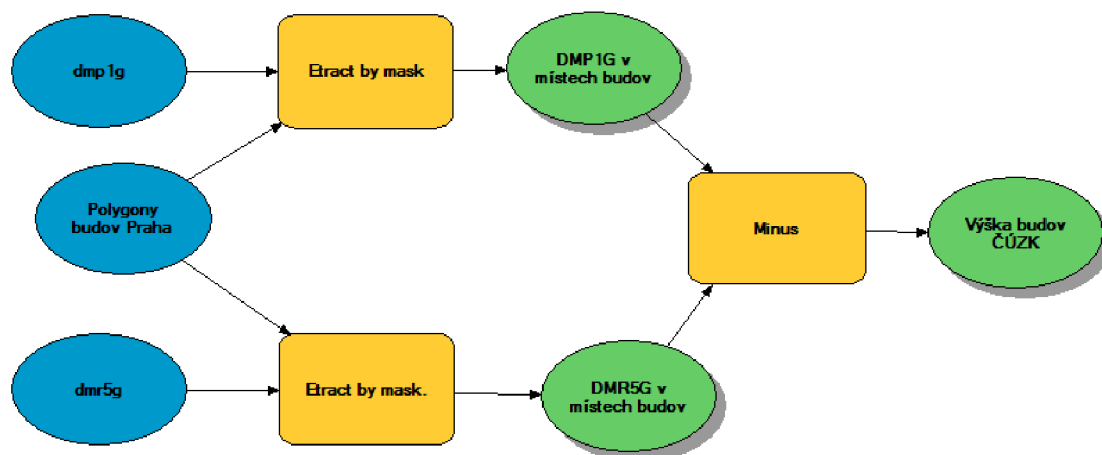 dmp1g
Etract by mask
DMP1G v
místech budov
Polygony
budov Praha
Minus
Výška budov
ČÚZK
dmr5g
Etract by mask.
DMR5G v
místech budov